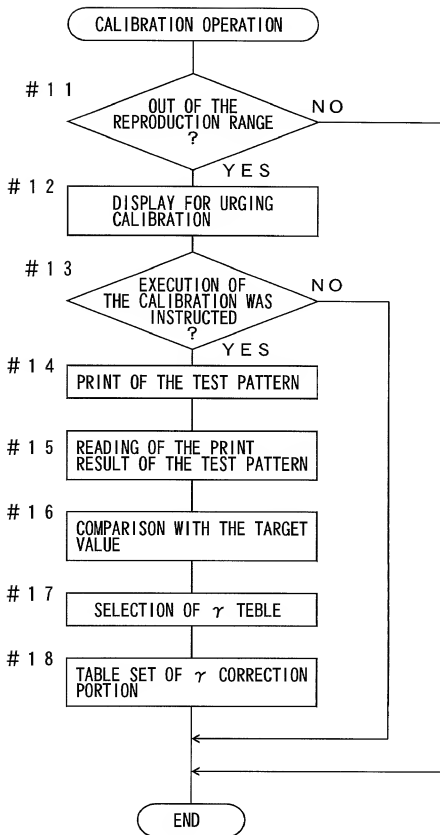 CALIBRATION OPERATION
#11
OUT OF THE
REPRODUCTION RANGE
?
NO
YES
#12
DISPLAY FOR URGING
CALIBRATION
#13
EXECUTION OF
THE CALIBRATION WAS
INSTRUCTED
?
NO
YES
#14
PRINT OF THE TEST PATTERN
#15
READING OF THE PRINT
RESULT OF THE TEST PATTERN
#16
COMPARISON WITH THE TARGET
VALUE
#17
SELECTION OF γ TEBLE
#18
TABLE SET OF γ CORRECTION
PORTION
END